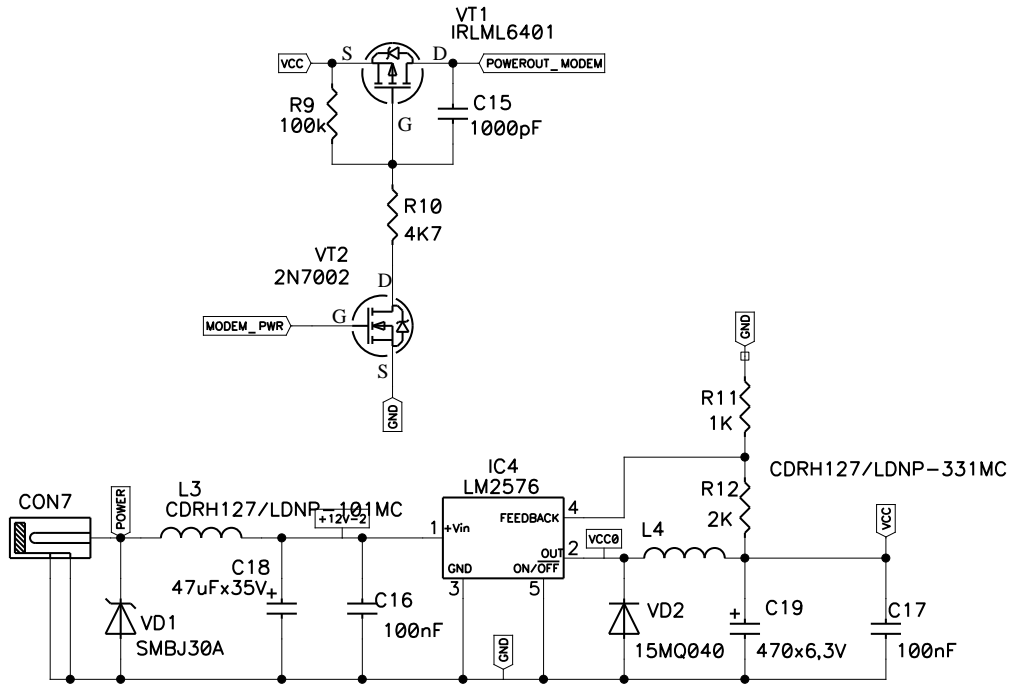 VT1
IRLML6401
VCC
S
D
POWEROUT_MODEM
R9
100k
C15
1000pF
G
R10
4K7
VT2
2N7002
D
MODEM_PWR
G
S
GND
GND
R11
1K
CDRH127/LDNP-331MC
IC4
LM2576
CON7
POWER
L3
CDRH127/LDNP-101MC
+12V-2
1
+Vin
FEEDBACK
4
R12
2K
VCC
VCC0
L4
OUT
2
GND
ON/OFF
3
5
C18
47uFx35V
+
C16
100nF
VD1
SMBJ30A
GND
VD2
15MQ040
+
C19
470x6,3V
C17
100nF